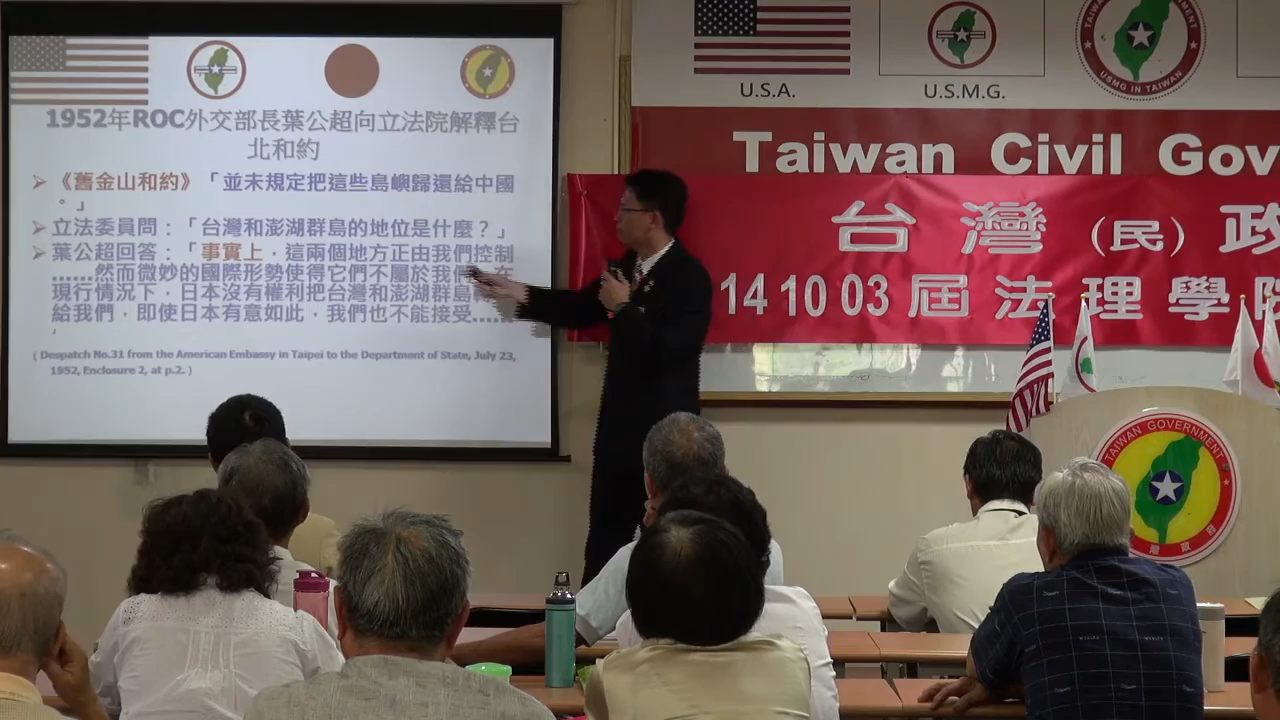 1952年ROC外交部長葉公超向立法院解釋台
北和約
《舊金山和約》「並未規定把這些島嶼歸還給中國
。」
立法委員問：「台灣和澎湖群島的地位是什麼？」
葉公超回答：「事實上，這兩個地方正由我們控制
……然而微妙的國際形勢使得它們不屬於我們。在
現行情況下，日本沒有權利把台灣和澎湖群島
給我們，即使日本有意如此，我們也不能接受……
( Despatch No.31 from the American Embassy in Taipei to the Department of State, July 23,
1952, Enclosure 2, at p.2. )
U.S.A.
U.S.M.G.
USMG IN TAIWAN
Taiwan Civil Gov
台灣（民）政
14 10 03 屆法理學院
TAIWAN GOVERNMENT
灣政府